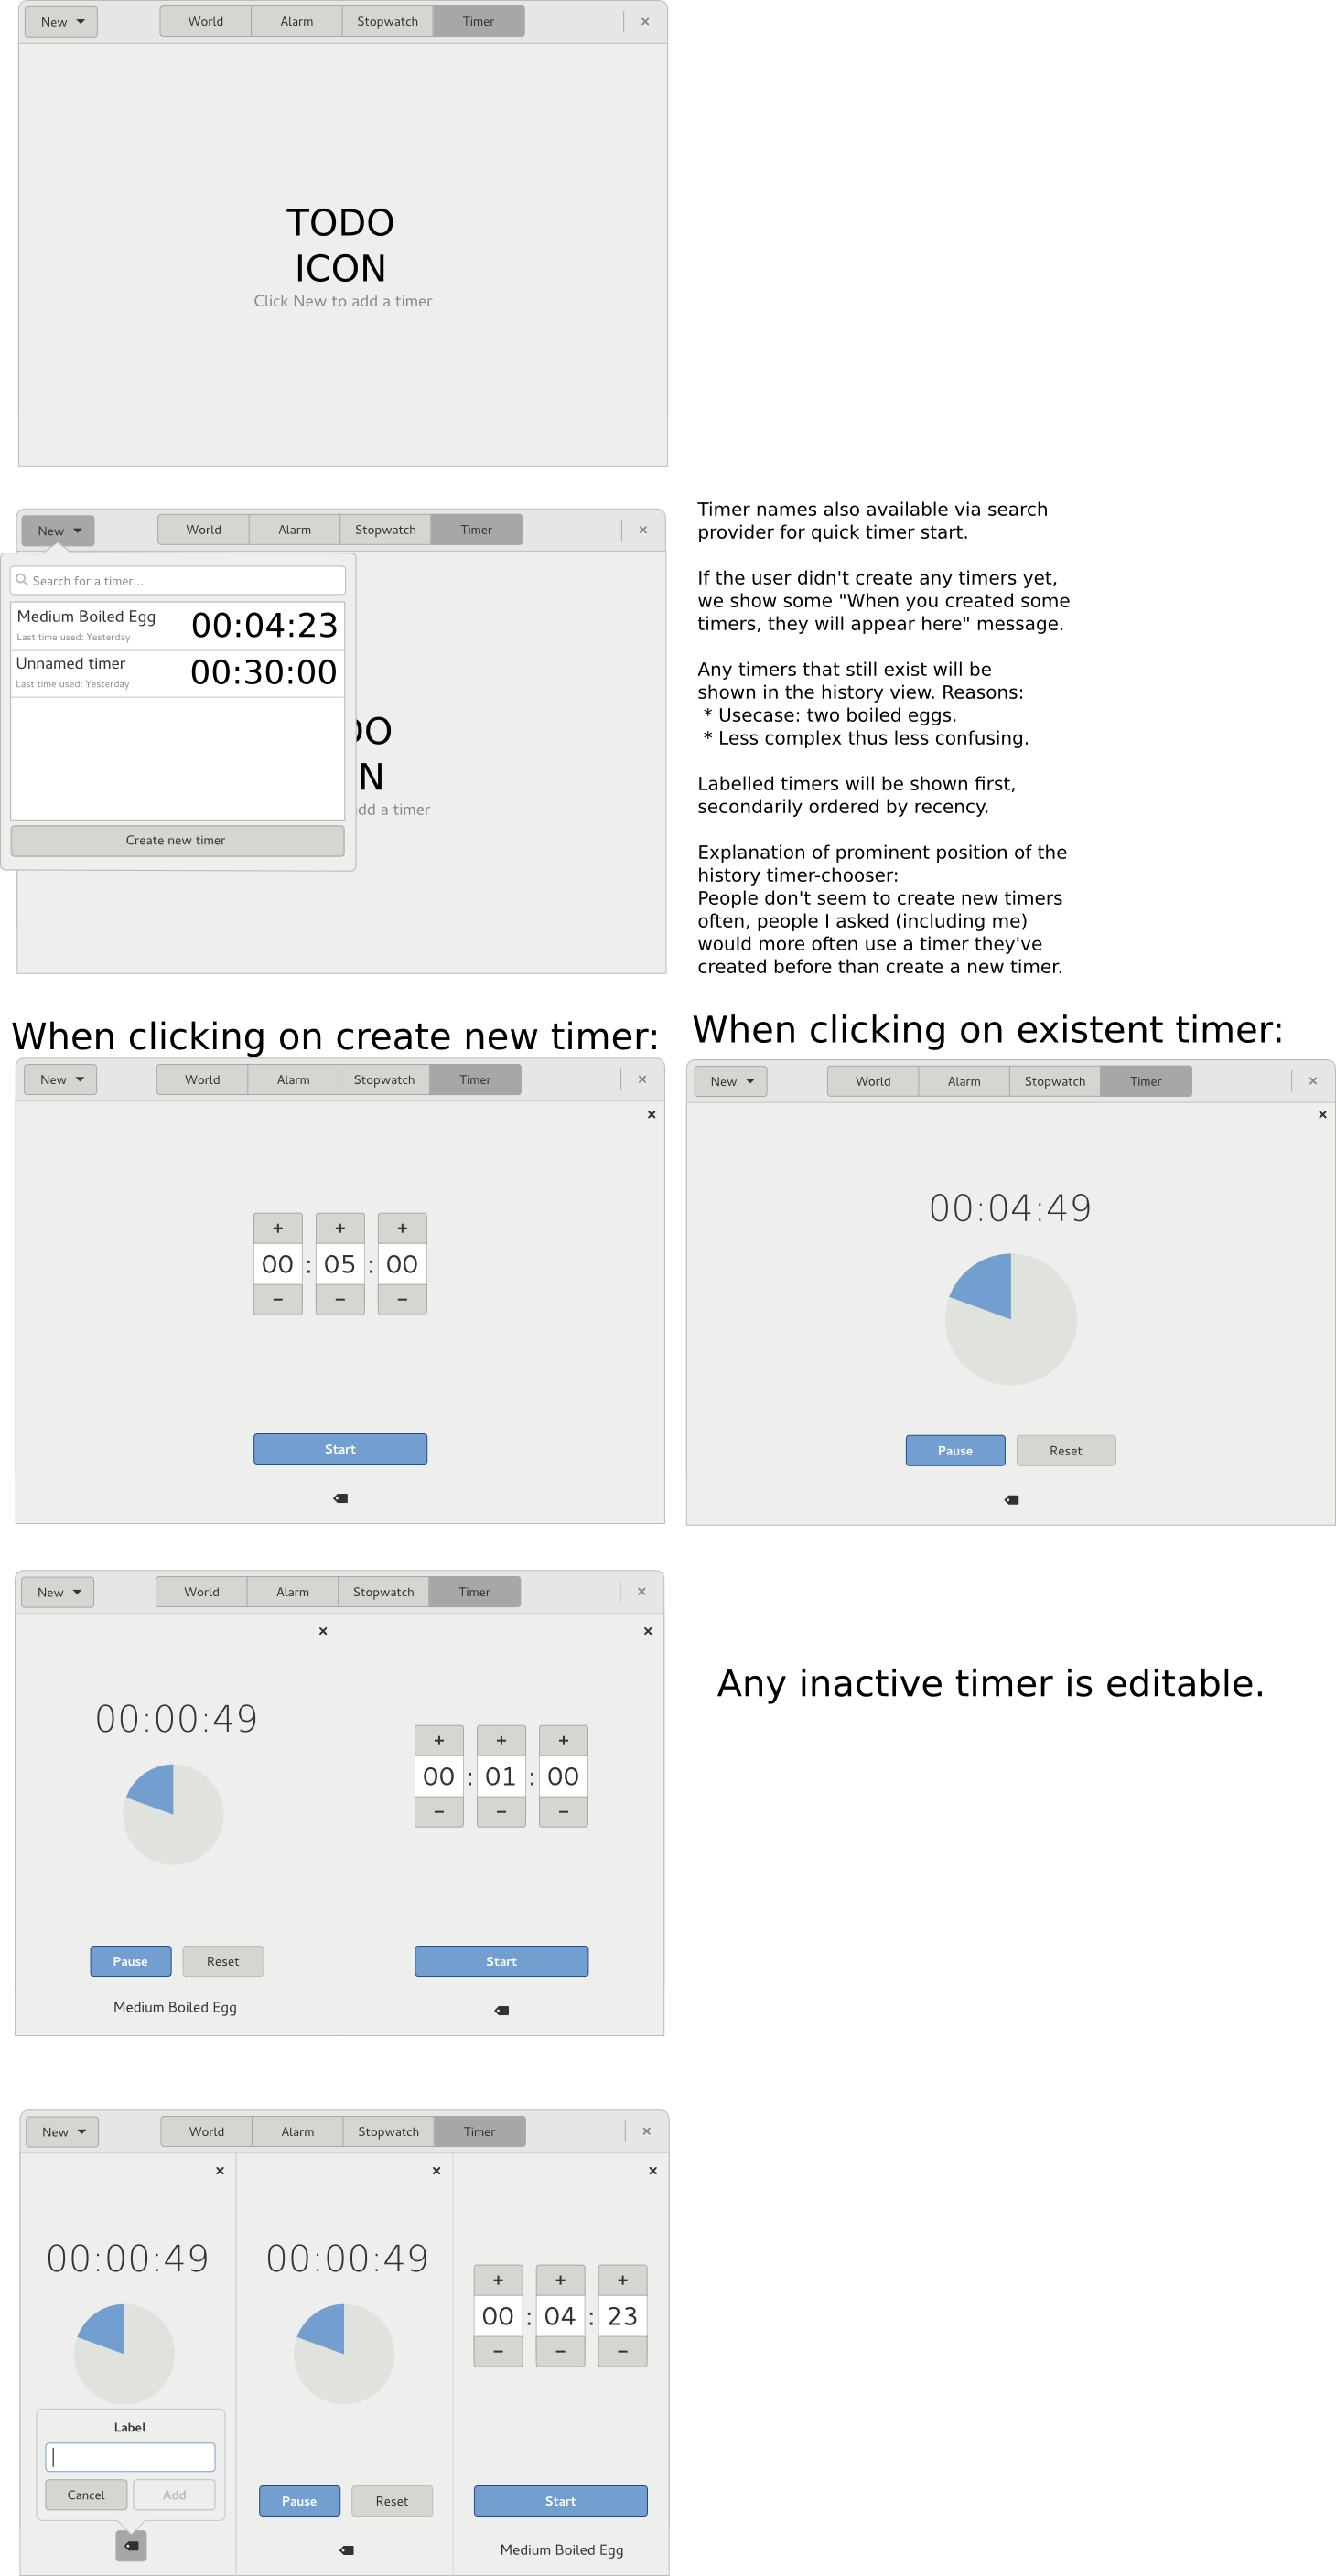 New World Alarm Stopwatch Timer ×
TODO
ICON
Click New to add a timer
New World Alarm Stopwatch Timer ×
Search for a timer...
Medium Boiled Egg 00:04:23
Last time used: Yesterday
Unnamed timer 00:30:00
Last time used: Yesterday
DO
N
dd a timer
Create new timer
Timer names also available via search
provider for quick timer start.
If the user didn't create any timers yet,
we show some "When you created some
timers, they will appear here" message.
Any timers that still exist will be
shown in the history view. Reasons:
* Usecase: two boiled eggs.
* Less complex thus less confusing.
Labelled timers will be shown first,
secondarily ordered by recency.
Explanation of prominent position of the
history timer-chooser:
People don't seem to create new timers
often, people I asked (including me)
would more often use a timer they've
created before than create a new timer.
When clicking on create new timer:
New World Alarm Stopwatch Timer ×
×
+ + +
00 : 05 : 00
− − −
Start
When clicking on existent timer:
New World Alarm Stopwatch Timer ×
×
00:04:49
Pause Reset
New World Alarm Stopwatch Timer ×
× ×
00:00:49
+ + +
00 : 01 : 00
− − −
Pause Reset Start
Medium Boiled Egg
Any inactive timer is editable.
New World Alarm Stopwatch Timer ×
× × ×
00:00:49 00:00:49
+ + +
00 : 04 : 23
− − −
Label
Cancel Add
Pause Reset Start
Medium Boiled Egg